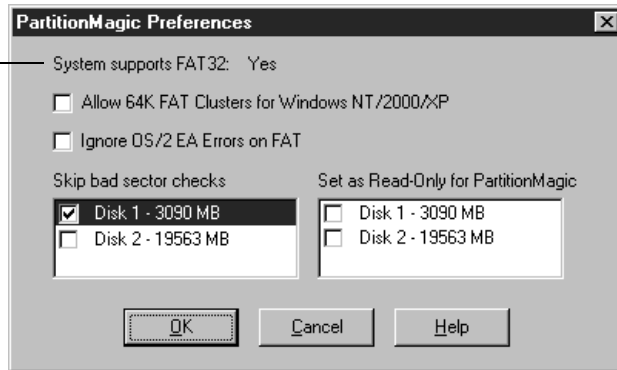 PartitionMagic Preferences
System supports FAT32: Yes
Allow 64K FAT Clusters for Windows NT/2000/XP
Ignore OS/2 EA Errors on FAT
Skip bad sector checks
Disk 1 - 3090 MB
Disk 2 - 19563 MB
Set as Read-Only for PartitionMagic
Disk 1 - 3090 MB
Disk 2 - 19563 MB
OK
Cancel
Help